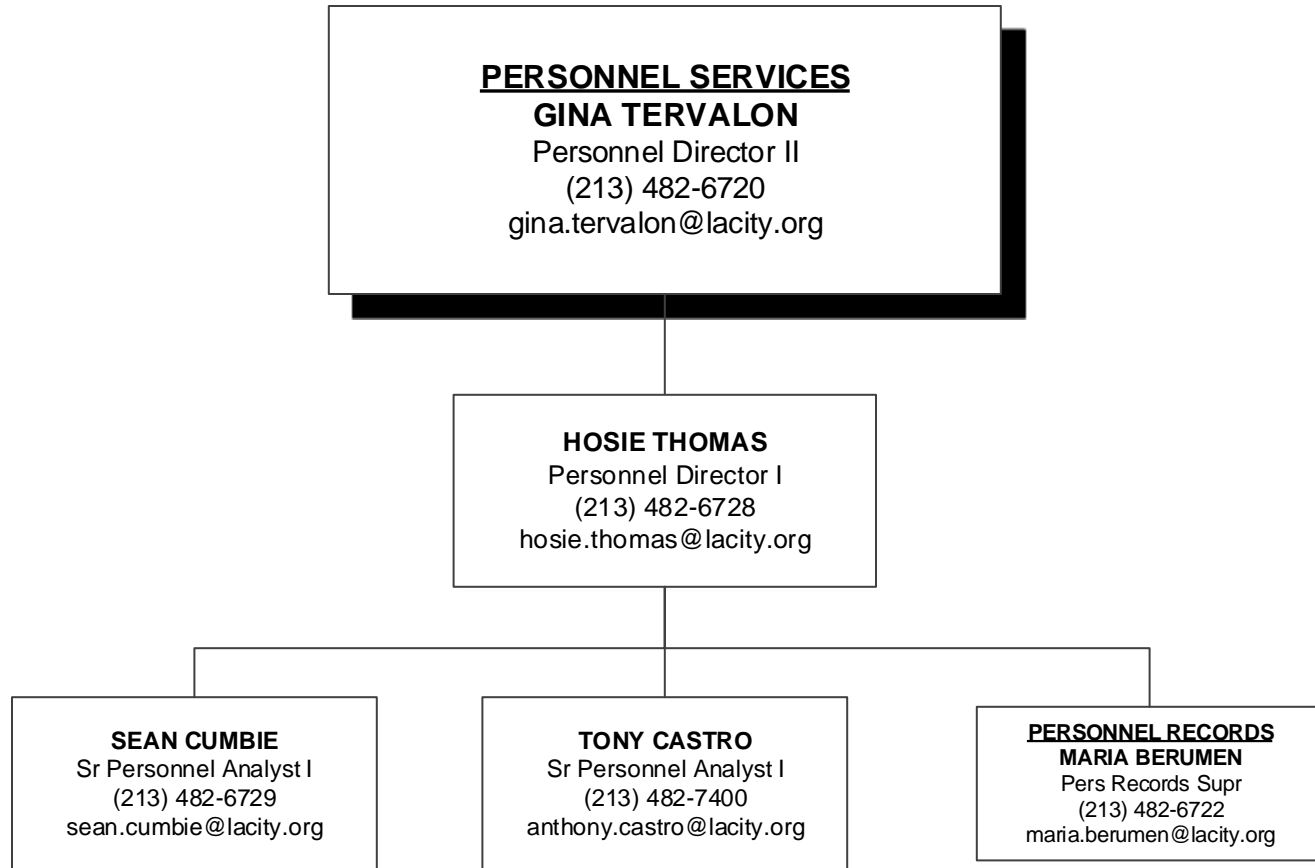 PERSONNEL SERVICES
GINA TERVALON
Personnel Director II
(213) 482-6720
gina.tervalon@lacity.org
HOSIE THOMAS
Personnel Director I
(213) 482-6728
hosie.thomas@lacity.org
SEAN CUMBIE
Sr Personnel Analyst I
(213) 482-6729
sean.cumbie@lacity.org
TONY CASTRO
Sr Personnel Analyst I
(213) 482-7400
anthony.castro@lacity.org
PERSONNEL RECORDS
MARIA BERUMEN
Pers Records Supr
(213) 482-6722
maria.berumen@lacity.org